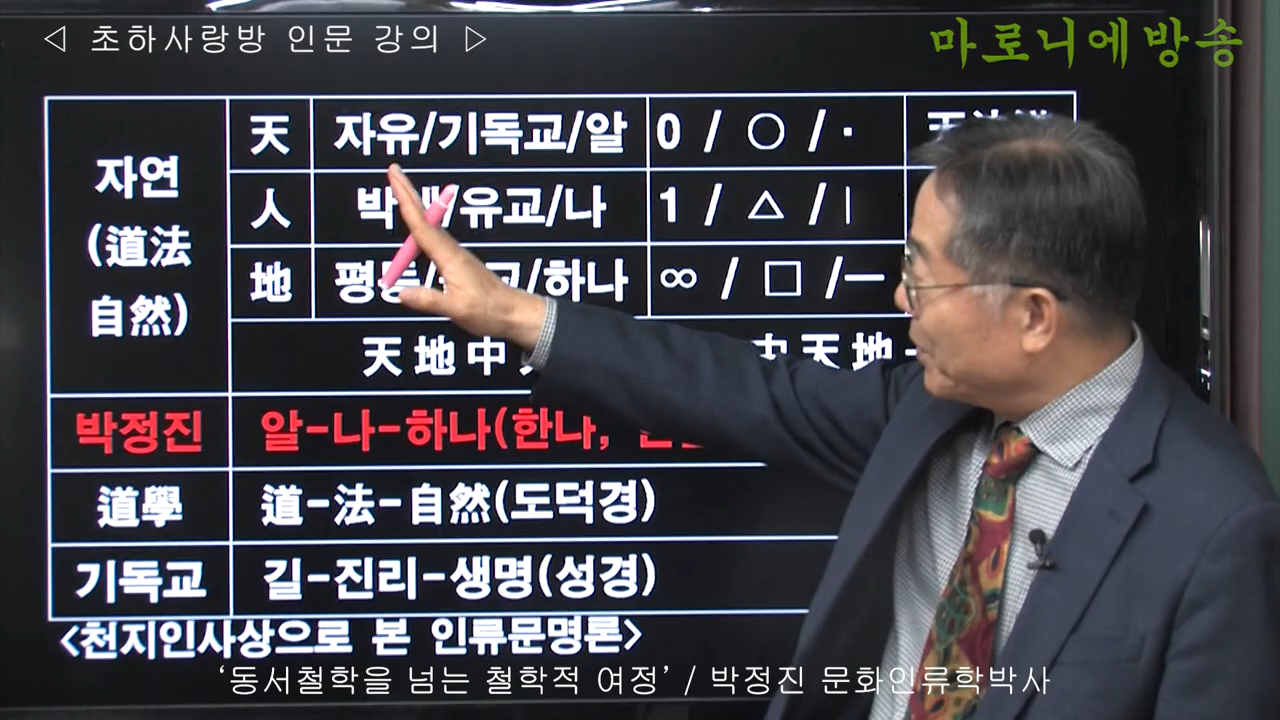 ◁ 초하사랑방 인문 강의 ▷
마로니에방송
자연
(道法
自然)
天 자유/기독교/알 0 / ○ / ·
人 /유교/나 1 / △ / |
地 /하나 ∞ / □ / ㅡ
天地中 天地
박정진 알-나-하나(한나,
道學 道-法-自然(도덕경)
기독교 길-진리-생명(성경)
<천지인사상으로 본 인류문명론>
‘동서철학을 넘는 철학적 여정’ / 박정진 문화인류학박사